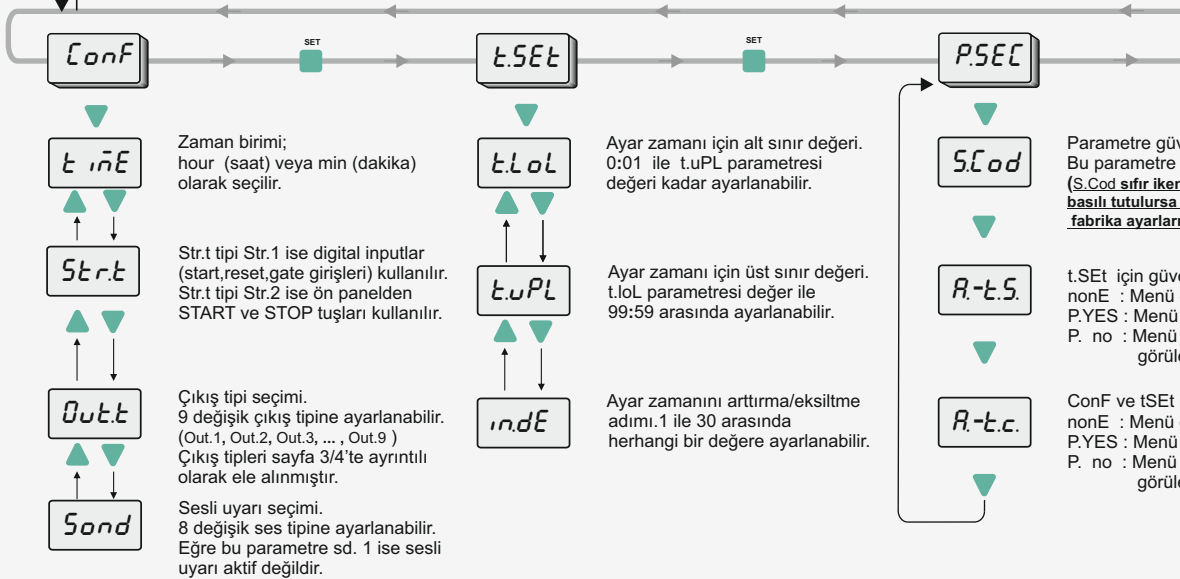 ConF
SET
t.SEt
SET
P.SEC
t imE
Zaman birimi;
hour (saat) veya min (dakika)
olarak seçilir.
Str.t
Str.t tipi Str.1 ise digital inputlar
(start,reset,gate girişleri) kullanılır.
Str.t tipi Str.2 ise ön panelden
START ve STOP tuşları kullanılır.
Out.t
Çıkış tipi seçimi.
9 değişik çıkış tipine ayarlanabilir.
(Out.1, Out.2, Out.3, ... , Out.9 )
Çıkış tipleri sayfa 3/4’te ayrıntılı
olarak ele alınmıştır.
Sond
Sesli uyarı seçimi.
8 değişik ses tipine ayarlanabilir.
Eğre bu parametre sd. 1 ise sesli
uyarı aktif değildir.
t.LoL
Ayar zamanı için alt sınır değeri.
0:01 ile t.uPL parametresi
değeri kadar ayarlanabilir.
t.uPL
Ayar zamanı için üst sınır değeri.
t.loL parametresi değer ile
99:59 arasında ayarlanabilir.
in.dE
Ayar zamanını arttırma/eksiltme
adımı.1 ile 30 arasında
herhangi bir değere ayarlanabilir.
S.Cod
Parametre
Bu parametre
(S.Cod sıfır iken
basılı tutulursa
fabrika
A.-t.S.
t.SEt için
nonE : Menü
P.YES : Menü
P. no : Menü
A.-t.c.
ConF ve tSEt
nonE : Menü
P.YES : Menü
P. no : Menü